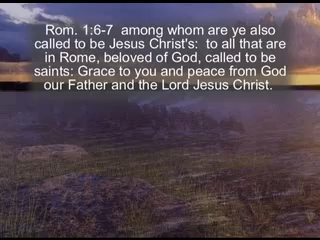 Rom. 1:6-7  among whom are ye also
called to be Jesus Christ's:  to all that are
in Rome, beloved of God, called to be
saints: Grace to you and peace from God
our Father and the Lord Jesus Christ.